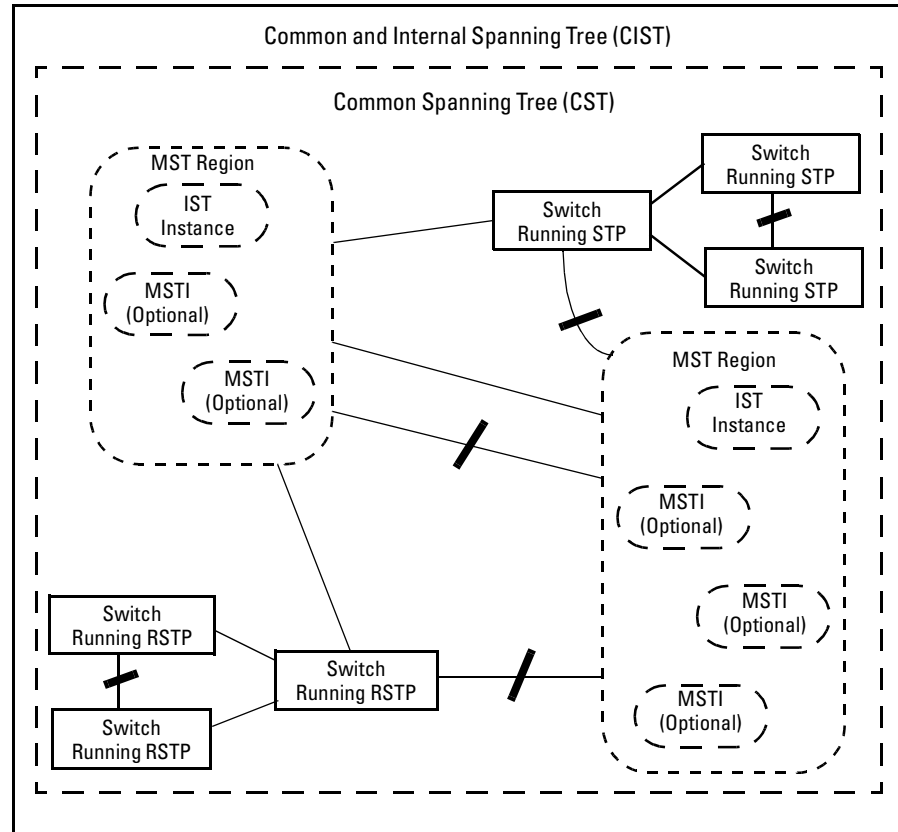 Common and Internal Spanning Tree (CIST)
Common Spanning Tree (CST)
MST Region
IST
Instance
MSTI
(Optional)
MSTI
(Optional)
Switch
Running STP
Switch
Running STP
Switch
Running STP
MST Region
IST
Instance
MSTI
(Optional)
MSTI
(Optional)
MSTI
(Optional)
Switch
Running RSTP
Switch
Running RSTP
Switch
Running RSTP